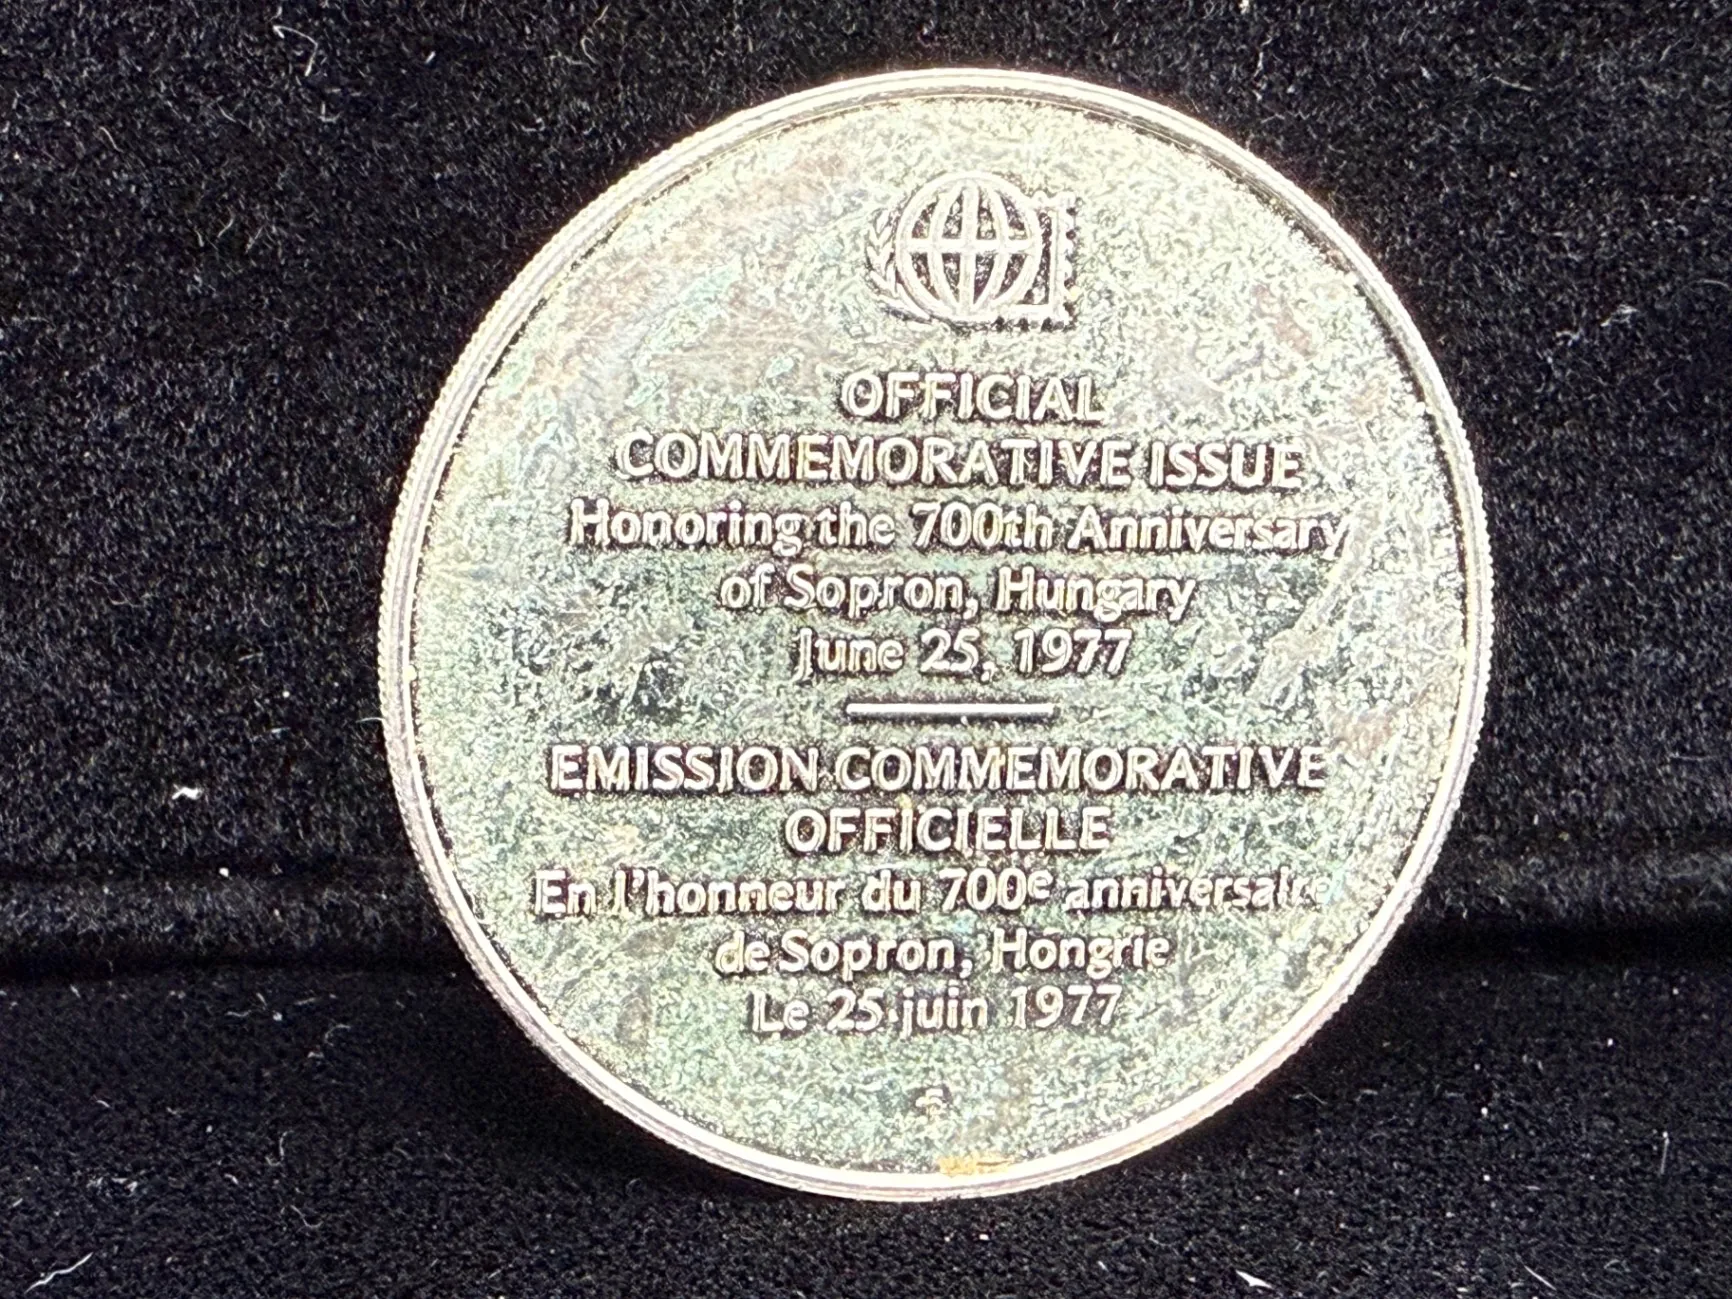 OFFICIAL
COMMEMORATIVE ISSUE
Honoring the 700th Anniversary
of Sopron, Hungary
June 25, 1977
EMISSION COMMEMORATIVE
OFFICIELLE
En l'honneur du 700e anniversaire
de Sopron, Hongrie
Le 25 juin 1977